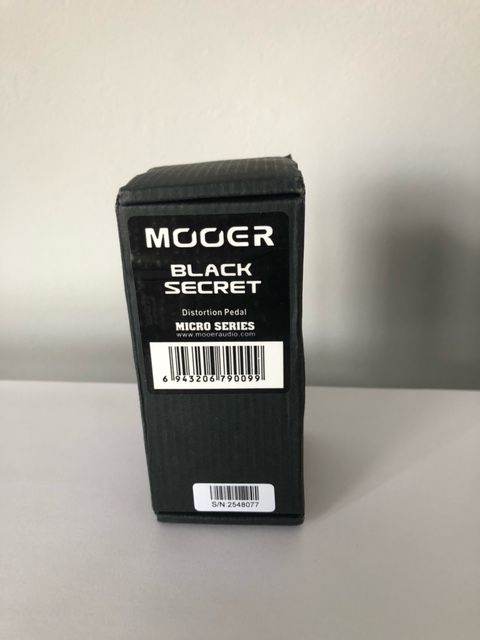 MOOER
BLACK
SECRET
Distortion Pedal
MICRO SERIES
www.mooeraudio.com
6 943206 790099
S/N:2548077